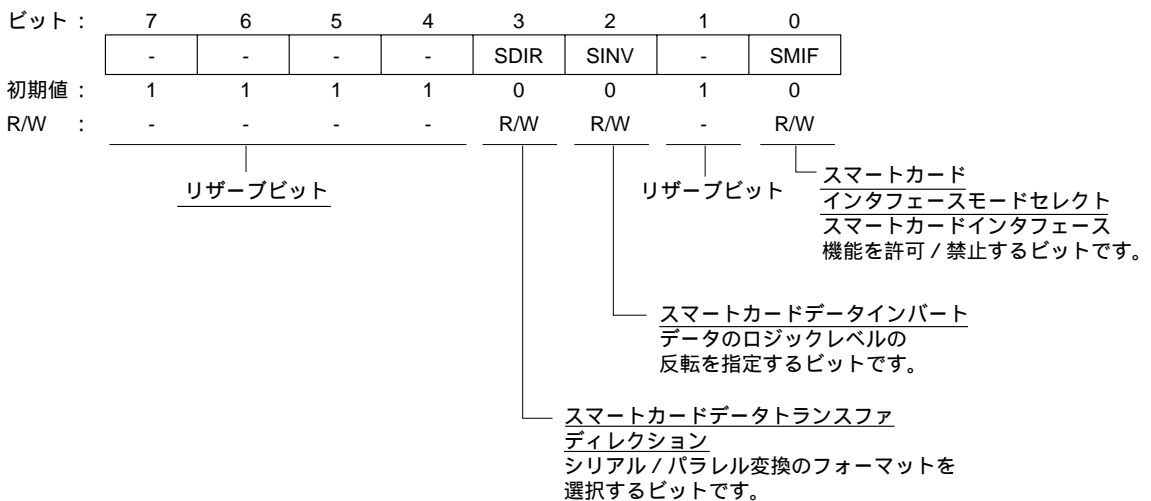 ビット : 7 6 5 4 3 2 1 0
- - - - SDIR SINV - SMIF
初期値 : 1 1 1 1 0 0 1 0
R/W : - - - - R/W R/W - R/W
リザーブビット
リザーブビット
スマートカード
インタフェースモードセレクト
スマートカードインタフェース
機能を許可 / 禁止するビットです。
スマートカードデータインバート
データのロジックレベルの
反転を指定するビットです。
スマートカードデータトランスファ
ディレクション
シリアル / パラレル変換のフォーマットを
選択するビットです。